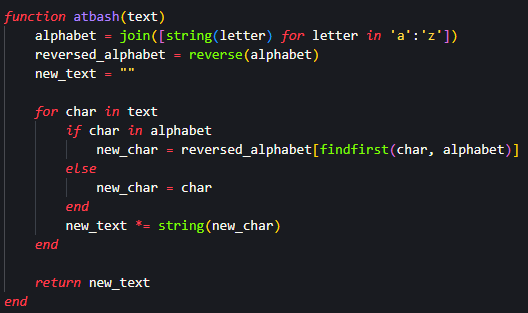 function atbash(text)
    alphabet = join([string(letter) for letter in 'a':'z'])
    reversed_alphabet = reverse(alphabet)
    new_text = ""

    for char in text
        if char in alphabet
            new_char = reversed_alphabet[findfirst(char, alphabet)]
        else
            new_char = char
        end
        new_text *= string(new_char)
    end

    return new_text
end